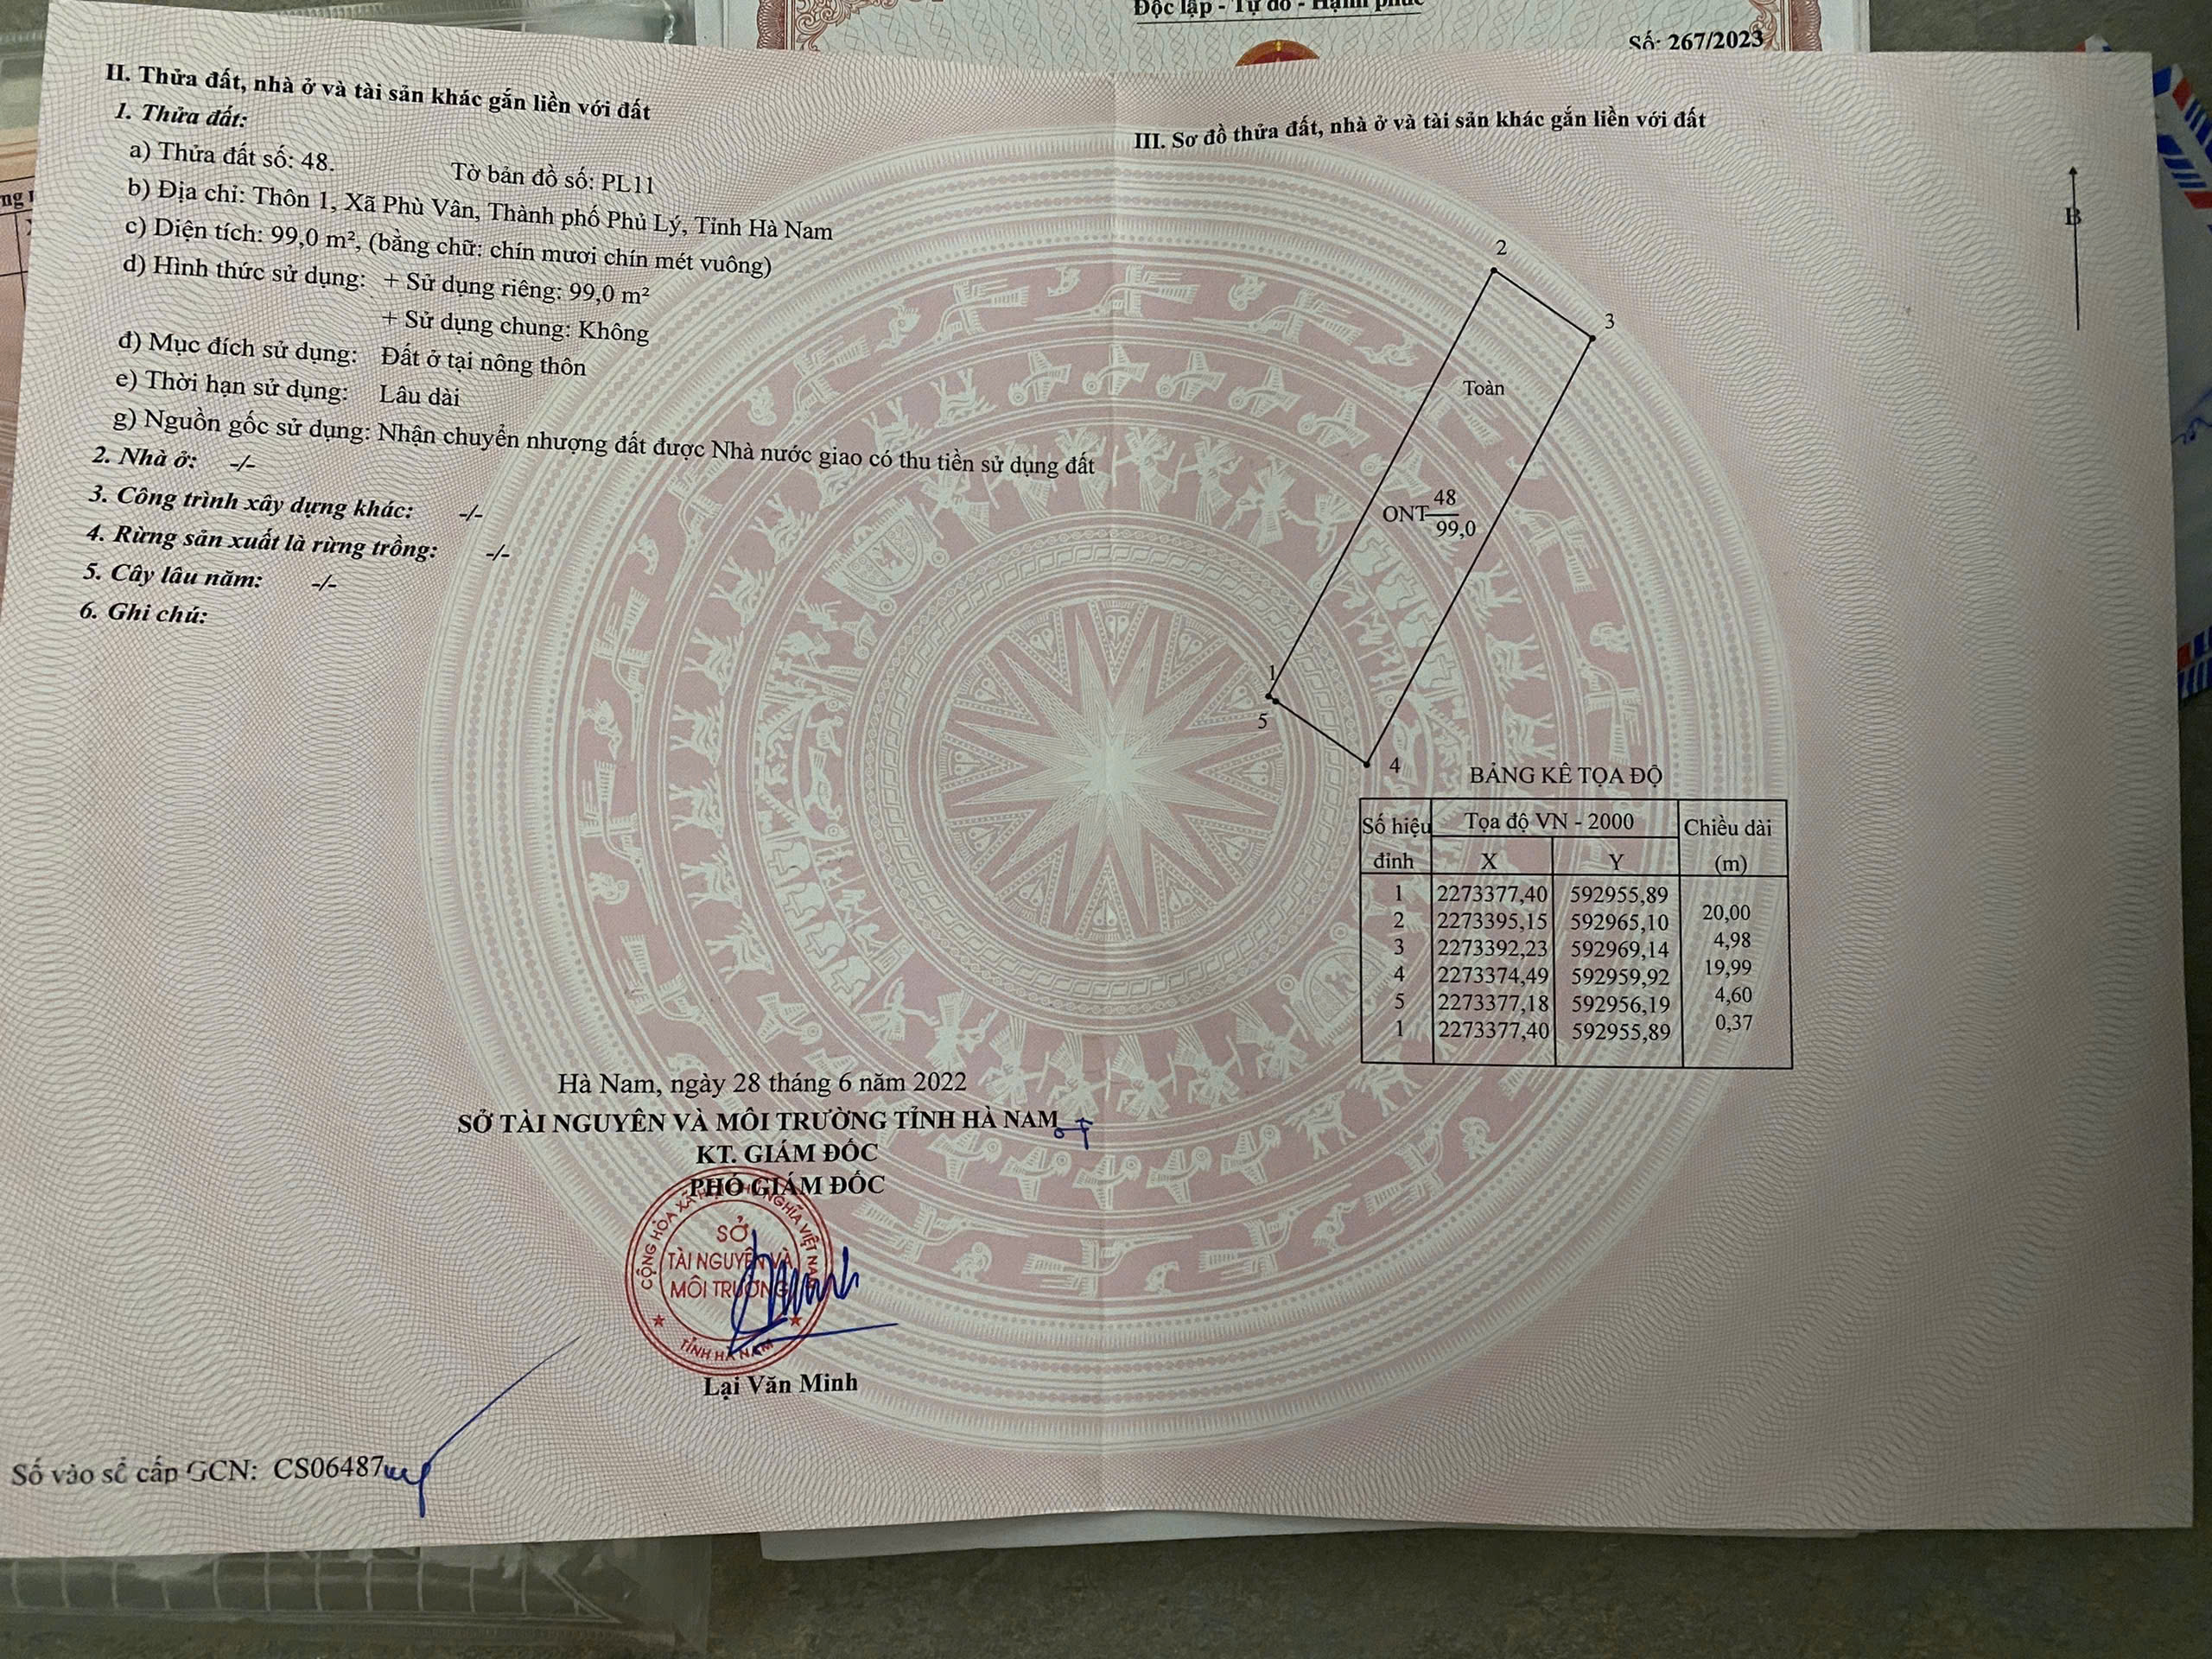 Độc lập - Tự do - Hạnh phúc
Số: 267/2023
II. Thửa đất, nhà ở và tài sản khác gắn liền với đất
1. Thửa đất:
a) Thửa đất số: 48. Tờ bản đồ số: PL11
b) Địa chỉ: Thôn 1, Xã Phù Vân, Thành phố Phủ Lý, Tỉnh Hà Nam
c) Diện tích: 99,0 m², (bằng chữ: chín mươi chín mét vuông)
d) Hình thức sử dụng: + Sử dụng riêng: 99,0 m²
+ Sử dụng chung: Không
đ) Mục đích sử dụng: Đất ở tại nông thôn
e) Thời hạn sử dụng: Lâu dài
g) Nguồn gốc sử dụng: Nhận chuyển nhượng đất được Nhà nước giao có thu tiền sử dụng đất
2. Nhà ở: -/-
3. Công trình xây dựng khác: -/-
4. Rừng sản xuất là rừng trồng: -/-
5. Cây lâu năm: -/-
6. Ghi chú:
Hà Nam, ngày 28 tháng 6 năm 2022
SỞ TÀI NGUYÊN VÀ MÔI TRƯỜNG TỈNH HÀ NAM
KT. GIÁM ĐỐC
PHÓ GIÁM ĐỐC
CỘNG HÒA XÃ HỘI CHỦ NGHĨA VIỆT NAM
SỞ
TÀI NGUYÊN VÀ
MÔI TRƯỜNG
TỈNH HÀ NAM
Lại Văn Minh
Số vào sổ cấp GCN: CS06487
III. Sơ đồ thửa đất, nhà ở và tài sản khác gắn liền với đất
B
2
3
Toàn
ONT 48
99,0
1
5
4
BẢNG KÊ TỌA ĐỘ
Số hiệu Tọa độ VN - 2000 Chiều dài
đỉnh X Y (m)
1 2273377,40 592955,89
20,00
2 2273395,15 592965,10
4,98
3 2273392,23 592969,14
19,99
4 2273374,49 592959,92
4,60
5 2273377,18 592956,19
0,37
1 2273377,40 592955,89